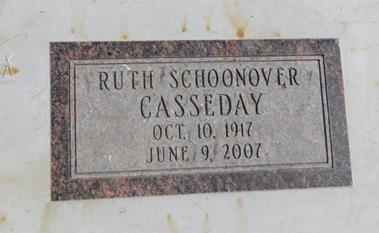 RUTH SCHOONOVER
CASSEDAY
OCT. 10, 1917
JUNE 9, 2007